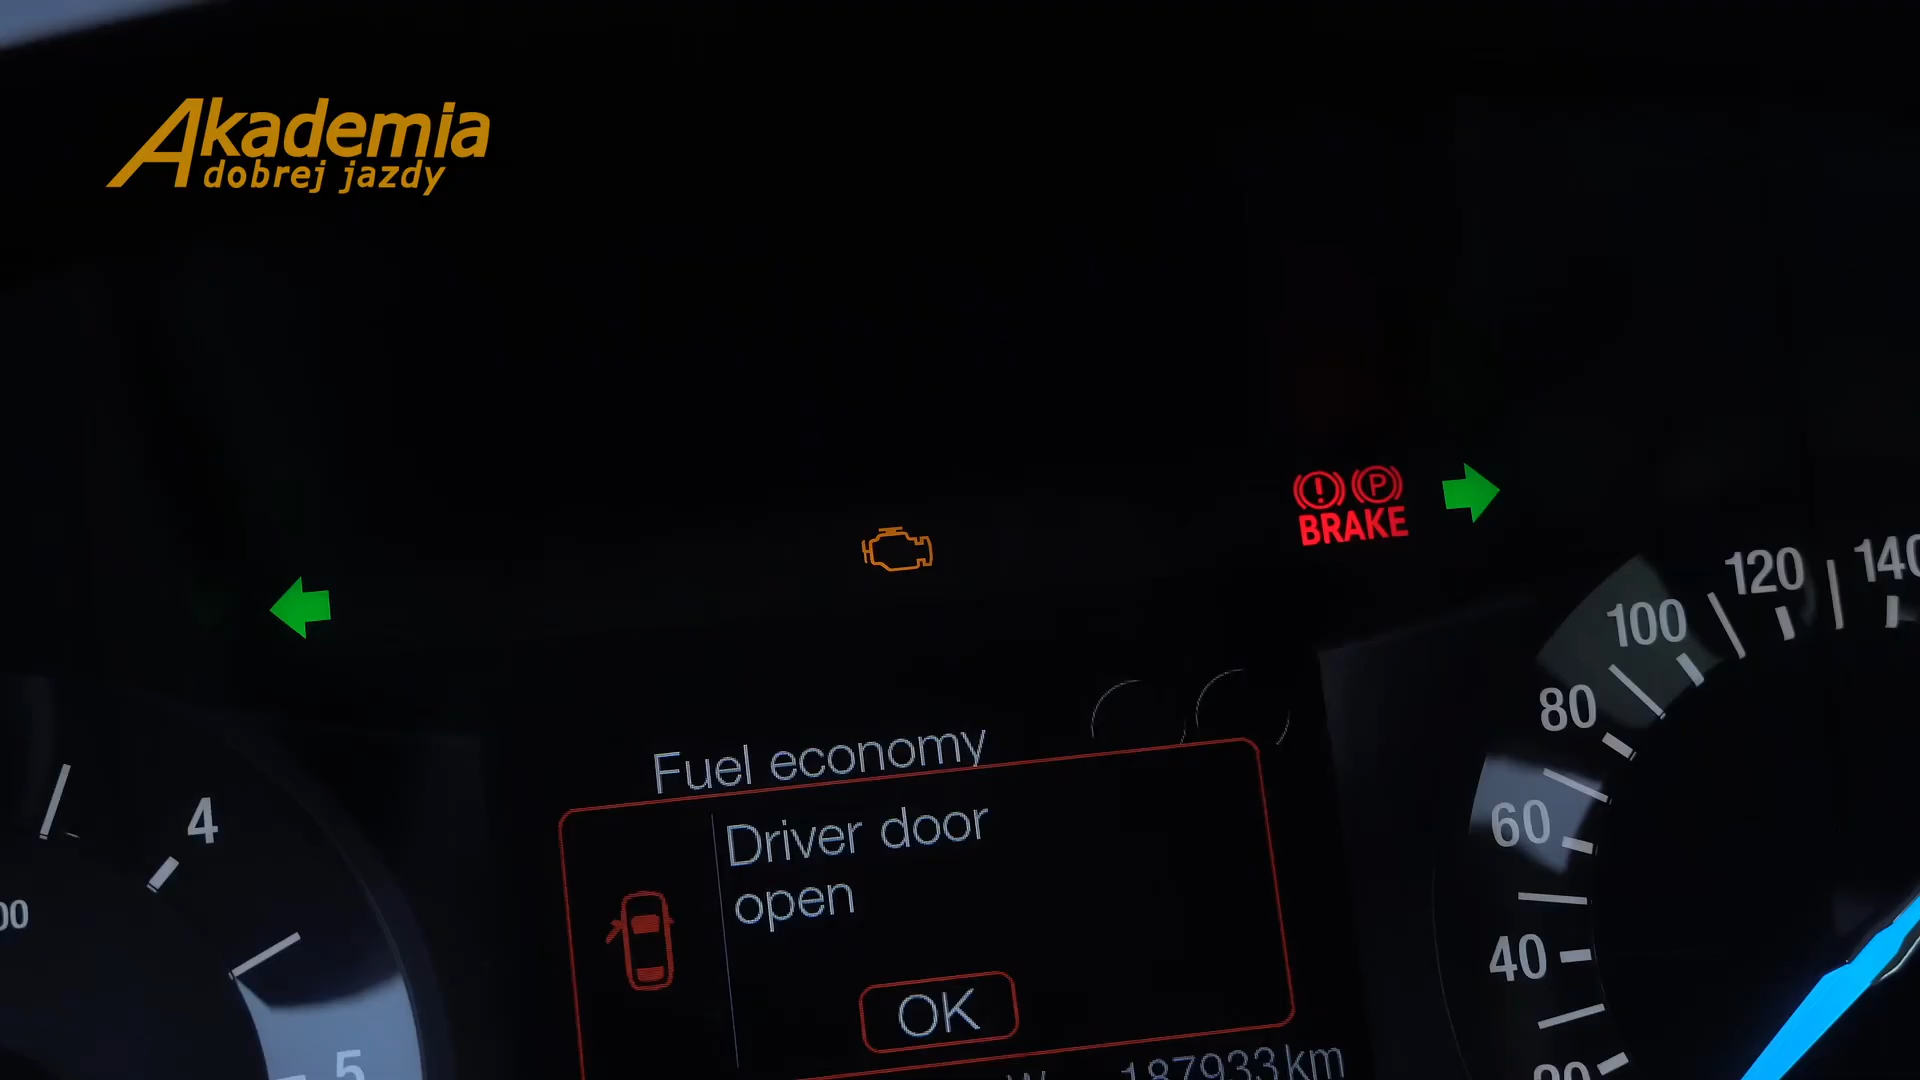 Akademia
dobrej jazdy
BRAKE
P
120
140
100
80
60
40
4
5
00
Fuel economy
Driver door
open
OK
187933 km